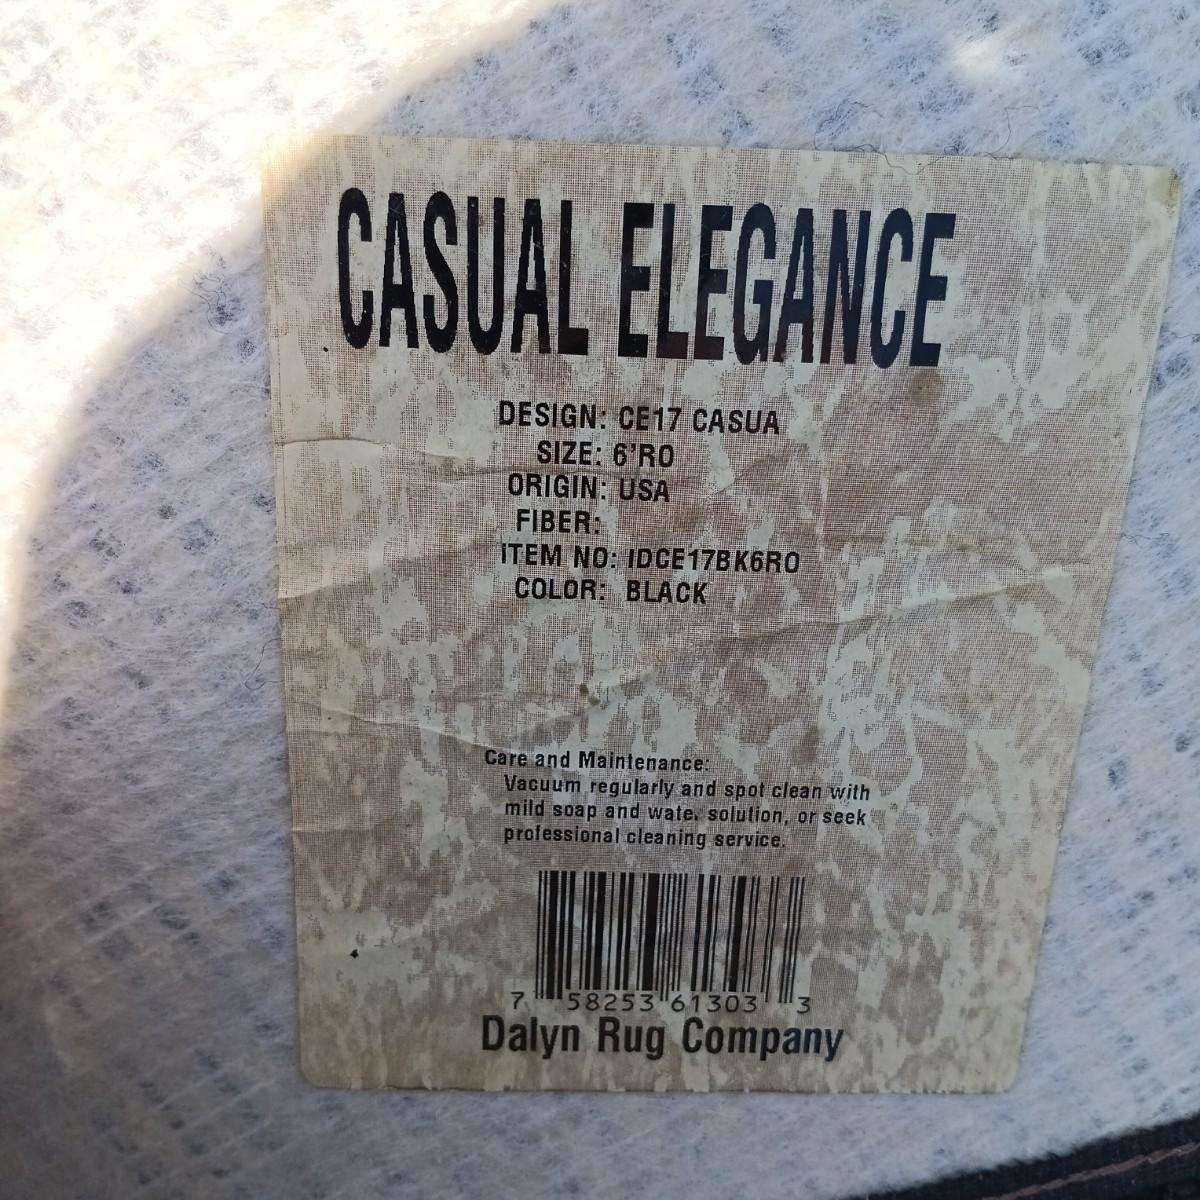 CASUAL ELEGANCE
DESIGN: CE17 CASUA
SIZE: 6'RO
ORIGIN: USA
FIBER:
ITEM NO: IDCE17BK6RO
COLOR: BLACK
Care and Maintenance:
Vacuum regularly and spot clean with
mild soap and wate. solution, or seek
professional cleaning service.
7 58253 61303 3
Dalyn Rug Company